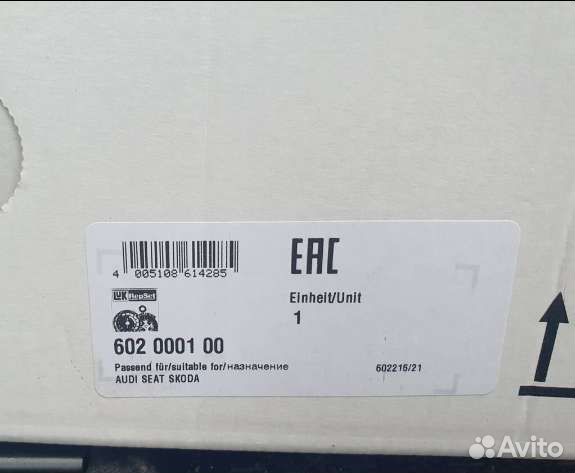 4 005108 614285
EAC
LUK RepSet
Einheit/Unit
1
602 0001 00
Passend für/suitable for/назначение
602216/21
AUDI SEAT SKODA
Avito